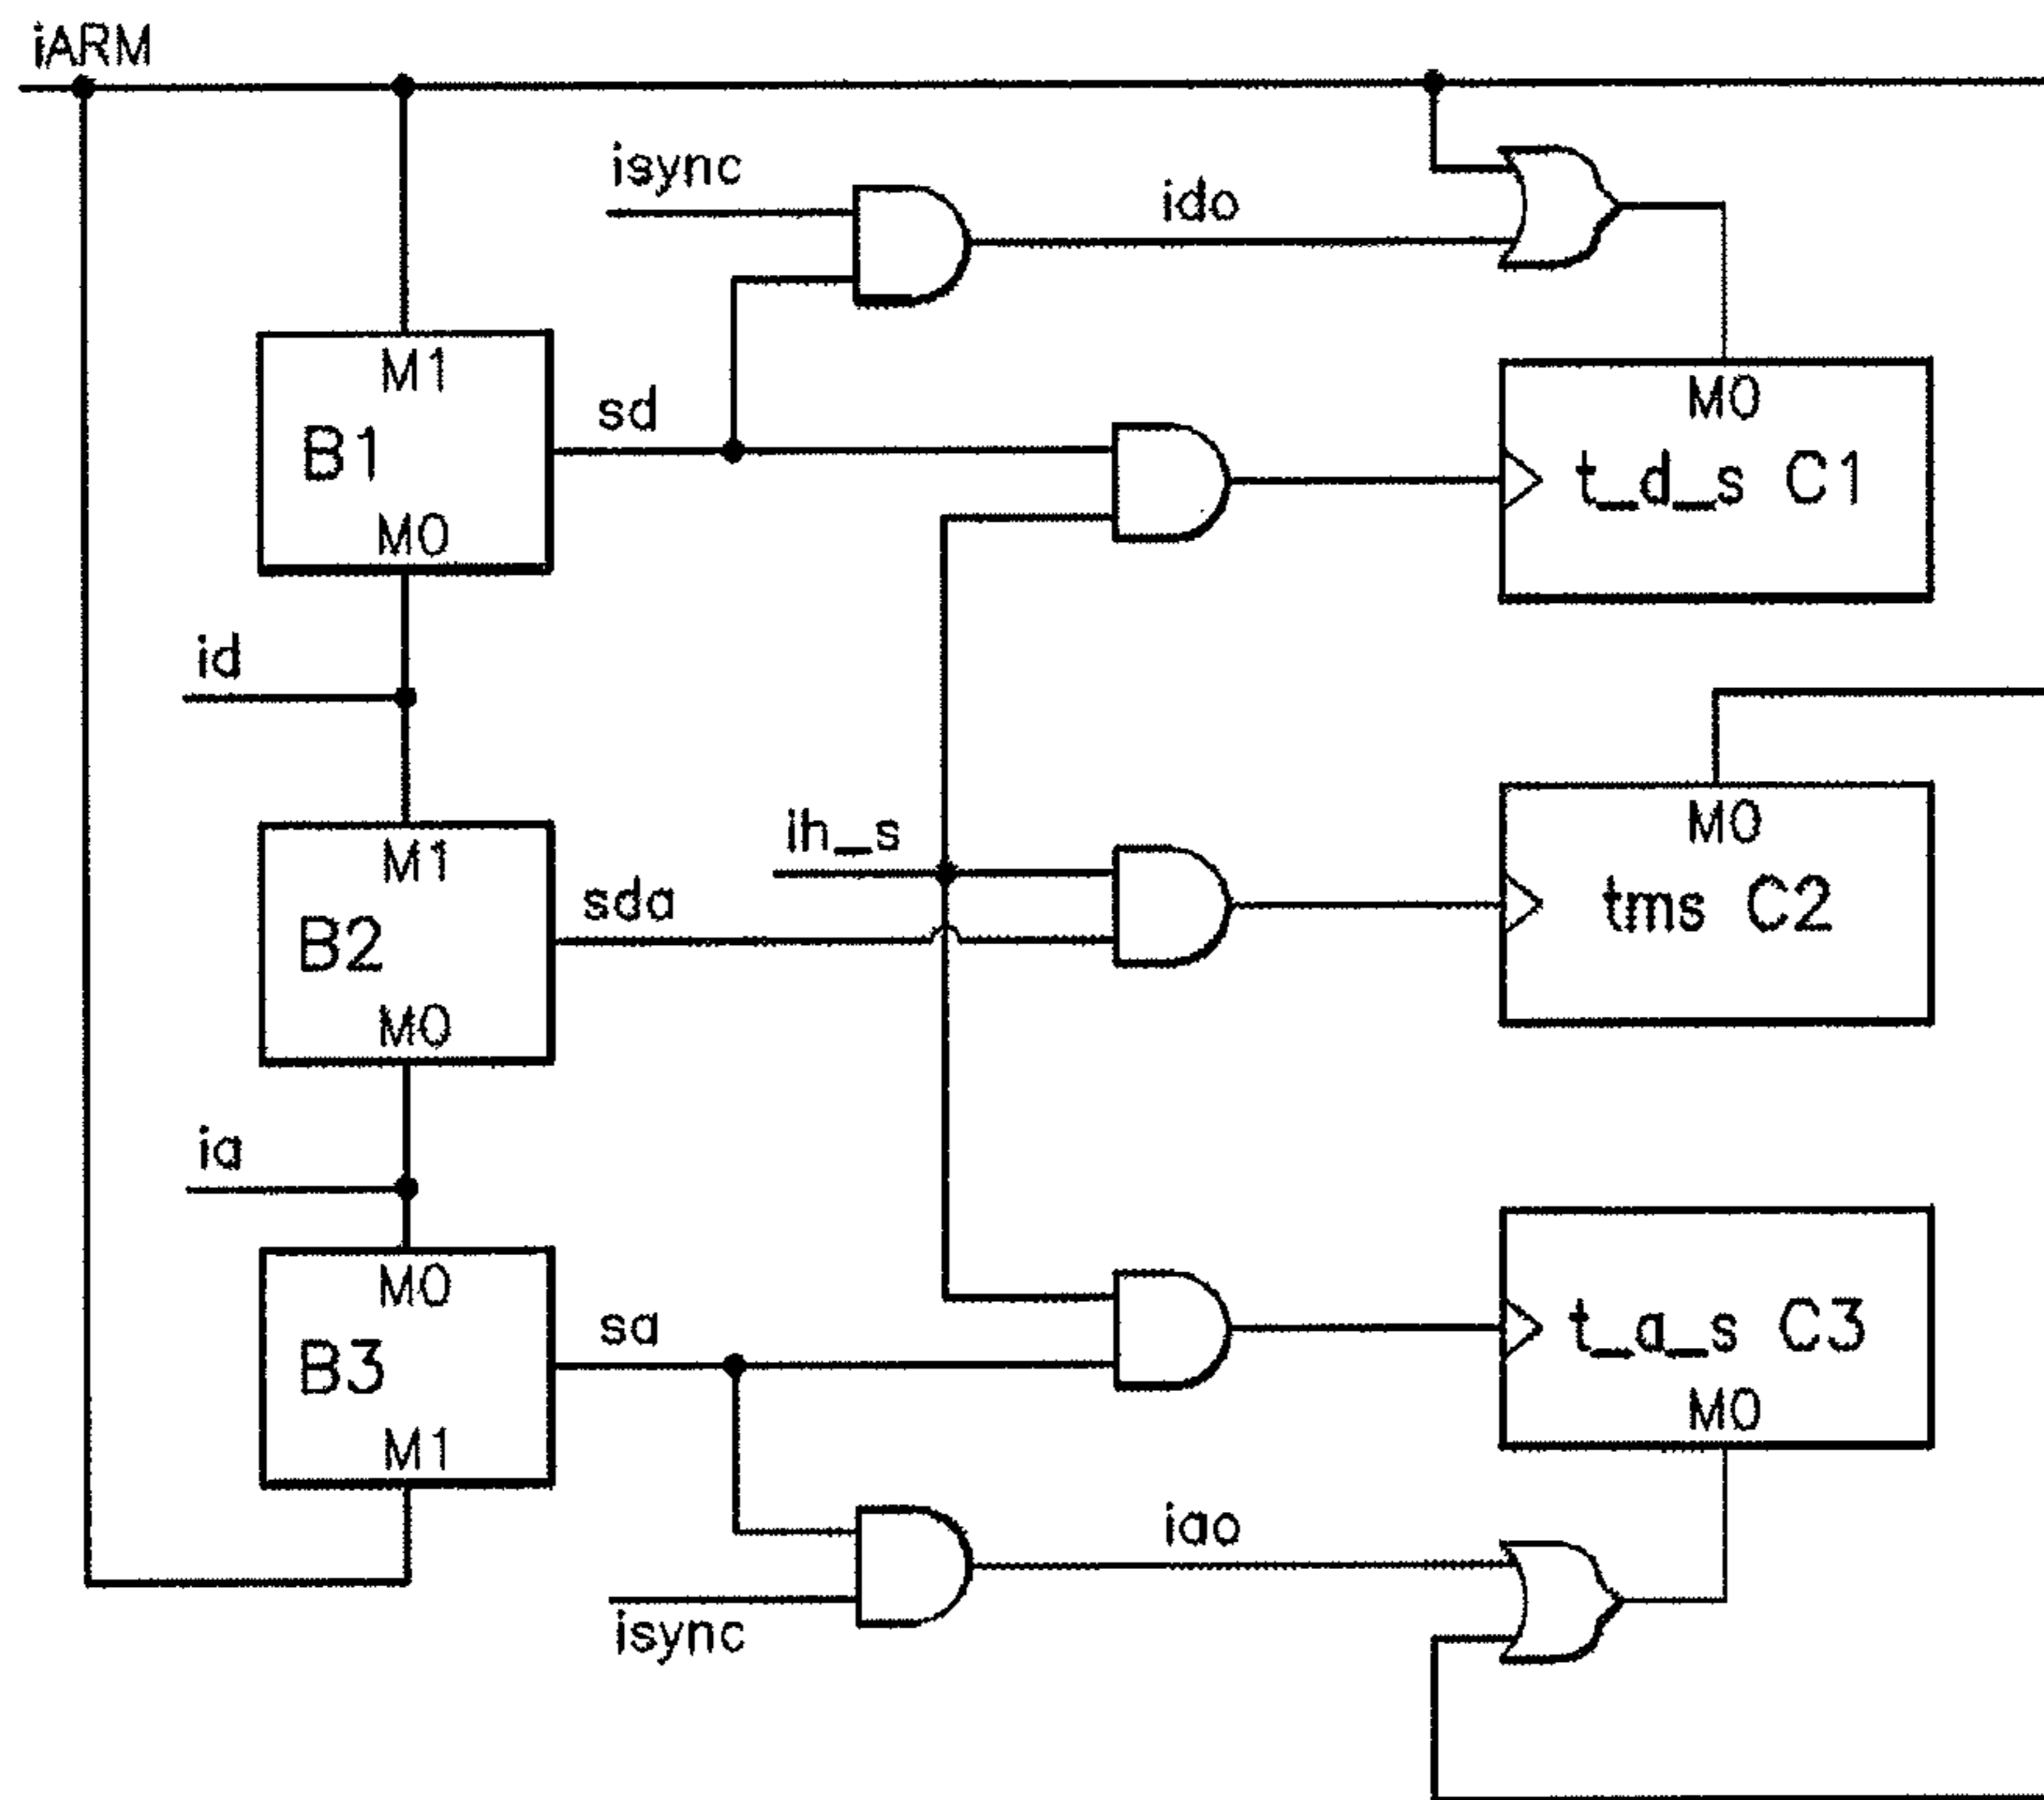 iARM
isync
ido
M1
B1
M0
sd
M0
t_d_s C1
id
M1
B2
M0
sda
ih_s
M0
tms C2
ia
M0
B3
M1
sa
t_a_s C3
M0
iao
isync